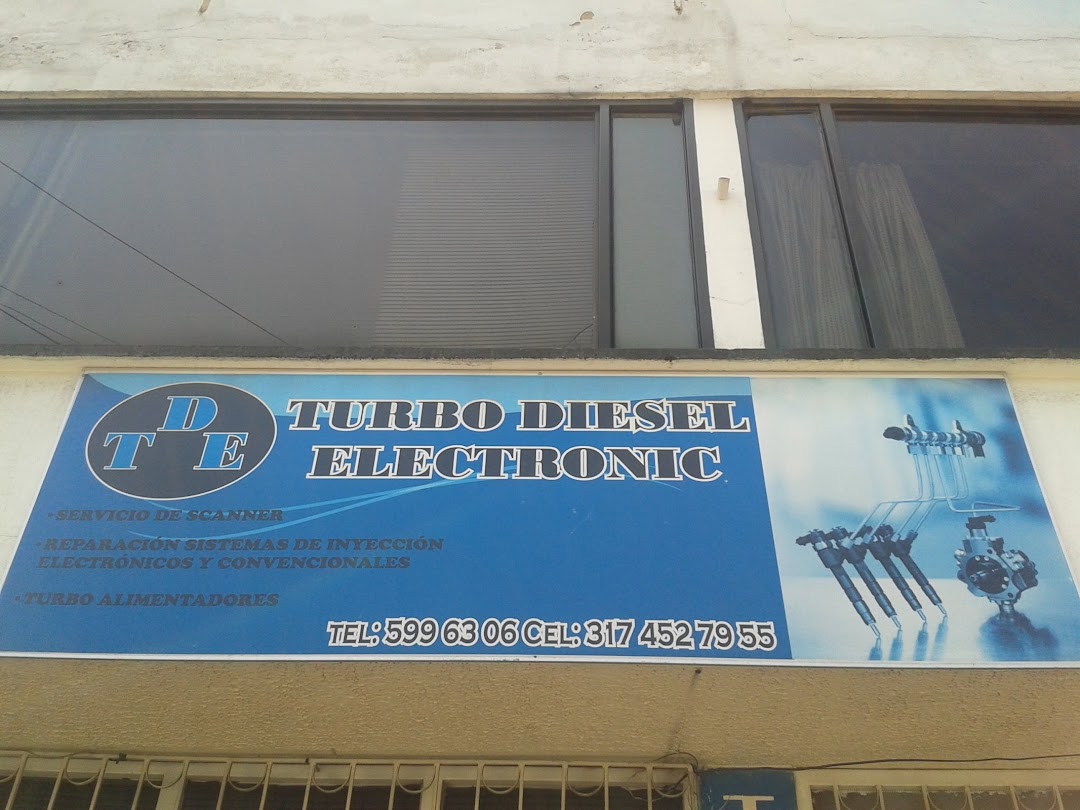 TDE
TURBO DIESEL
ELECTRONIC
·SERVICIO DE SCANNER
·REPARACIÓN SISTEMAS DE INYECCIÓN
ELECTRÓNICOS Y CONVENCIONALES
·TURBO ALIMENTADORES
TEL: 599 63 06 CEL: 317 452 79 55
T